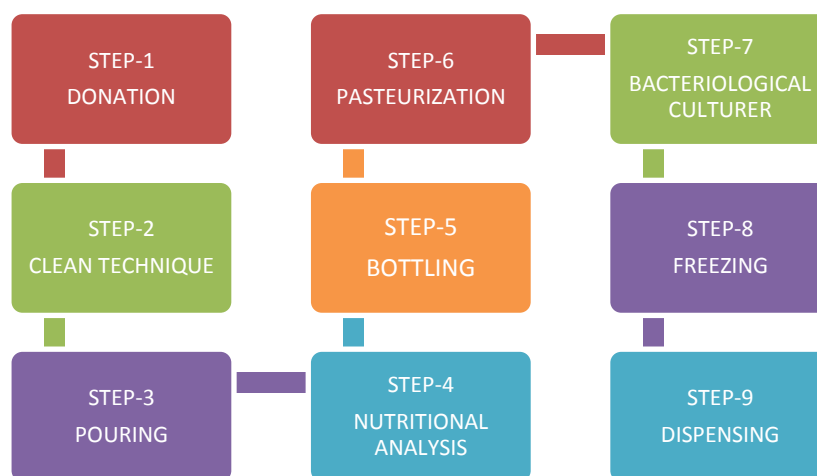 STEP-1
DONATION
STEP-2
CLEAN TECHNIQUE
STEP-3
POURING
STEP-4
NUTRITIONAL
ANALYSIS
STEP-5
BOTTLING
STEP-6
PASTEURIZATION
STEP-7
BACTERIOLOGICAL
CULTURER
STEP-8
FREEZING
STEP-9
DISPENSING